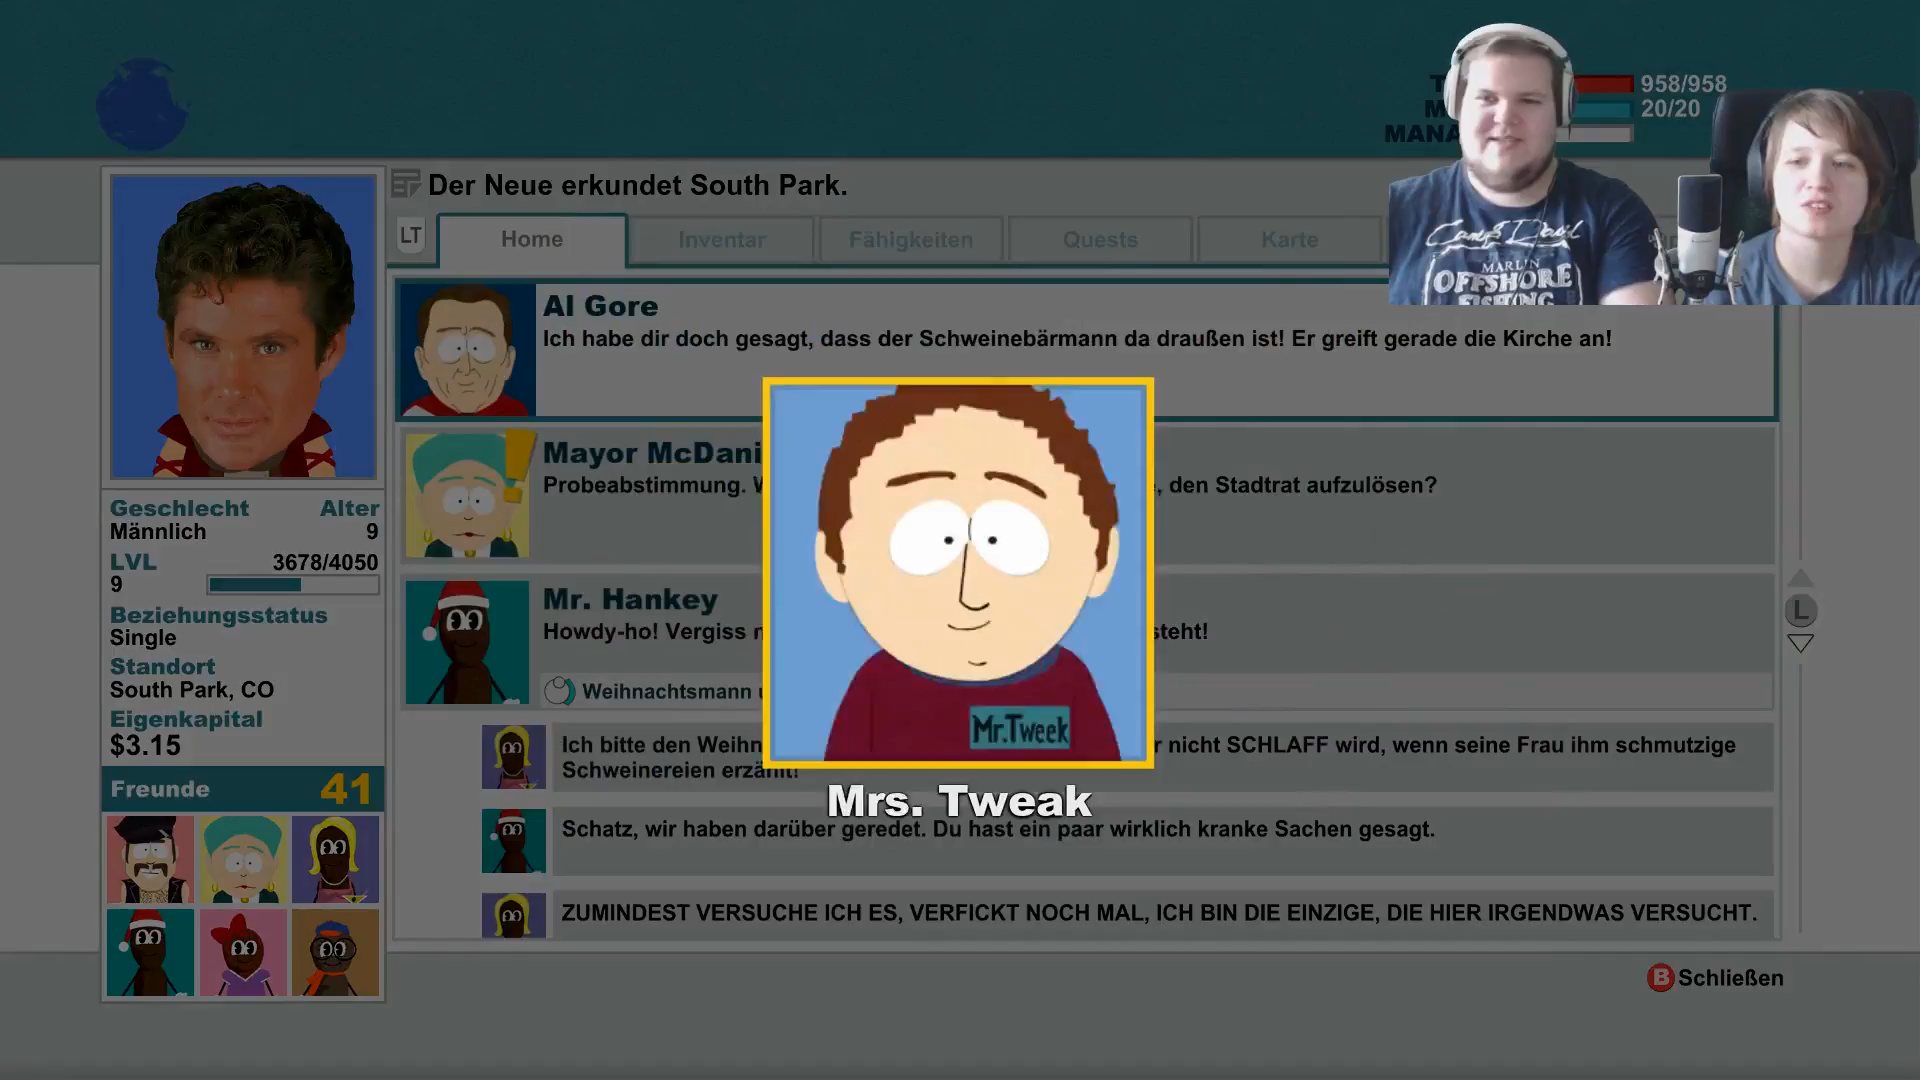 958/958
20/20
MANA
Der Neue erkundet South Park.
LT
Home
Inventar
Fähigkeiten
Quests
Karte
Camp David
MARLIN
OFFSHORE
FISHING
Al Gore
Ich habe dir doch gesagt, dass der Schweinebärmann da draußen ist! Er greift gerade die Kirche an!
Mayor McDani
Probeabstimmung. W , den Stadtrat aufzulösen?
Mr. Hankey
Howdy-ho! Vergiss steht!
Weihnachtsmann
Ich bitte den Weihn nicht SCHLAFF wird, wenn seine Frau ihm schmutzige
Schweinereien erzählt!
Schatz, wir haben darüber geredet. Du hast ein paar wirklich kranke Sachen gesagt.
ZUMINDEST VERSUCHE ICH ES, VERFICKT NOCH MAL, ICH BIN DIE EINZIGE, DIE HIER IRGENDWAS VERSUCHT.
Mr.Tweek
Mrs. Tweak
Geschlecht Alter
Männlich 9
LVL 3678/4050
9
Beziehungsstatus
Single
Standort
South Park, CO
Eigenkapital
$3.15
Freunde 41
L
B Schließen